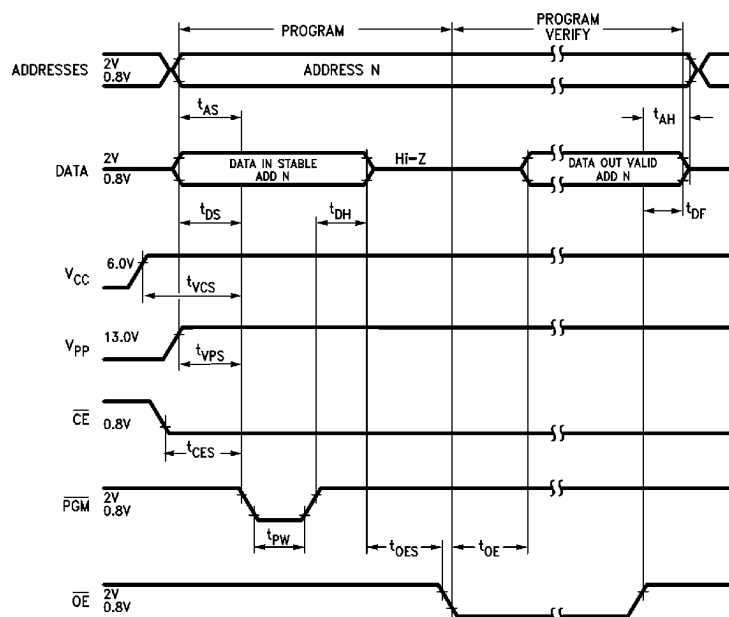 PROGRAM
PROGRAM
VERIFY
ADDRESSES
2V
0.8V
ADDRESS N
tAS
tAH
DATA
2V
0.8V
DATA IN STABLE
ADD N
Hi-Z
DATA OUT VALID
ADD N
tDS
tDH
tDF
VCC
6.0V
tVCS
VPP
13.0V
tVPS
CE
0.8V
tCES
PGM
2V
0.8V
tPW
tOES
tOE
OE
2V
0.8V